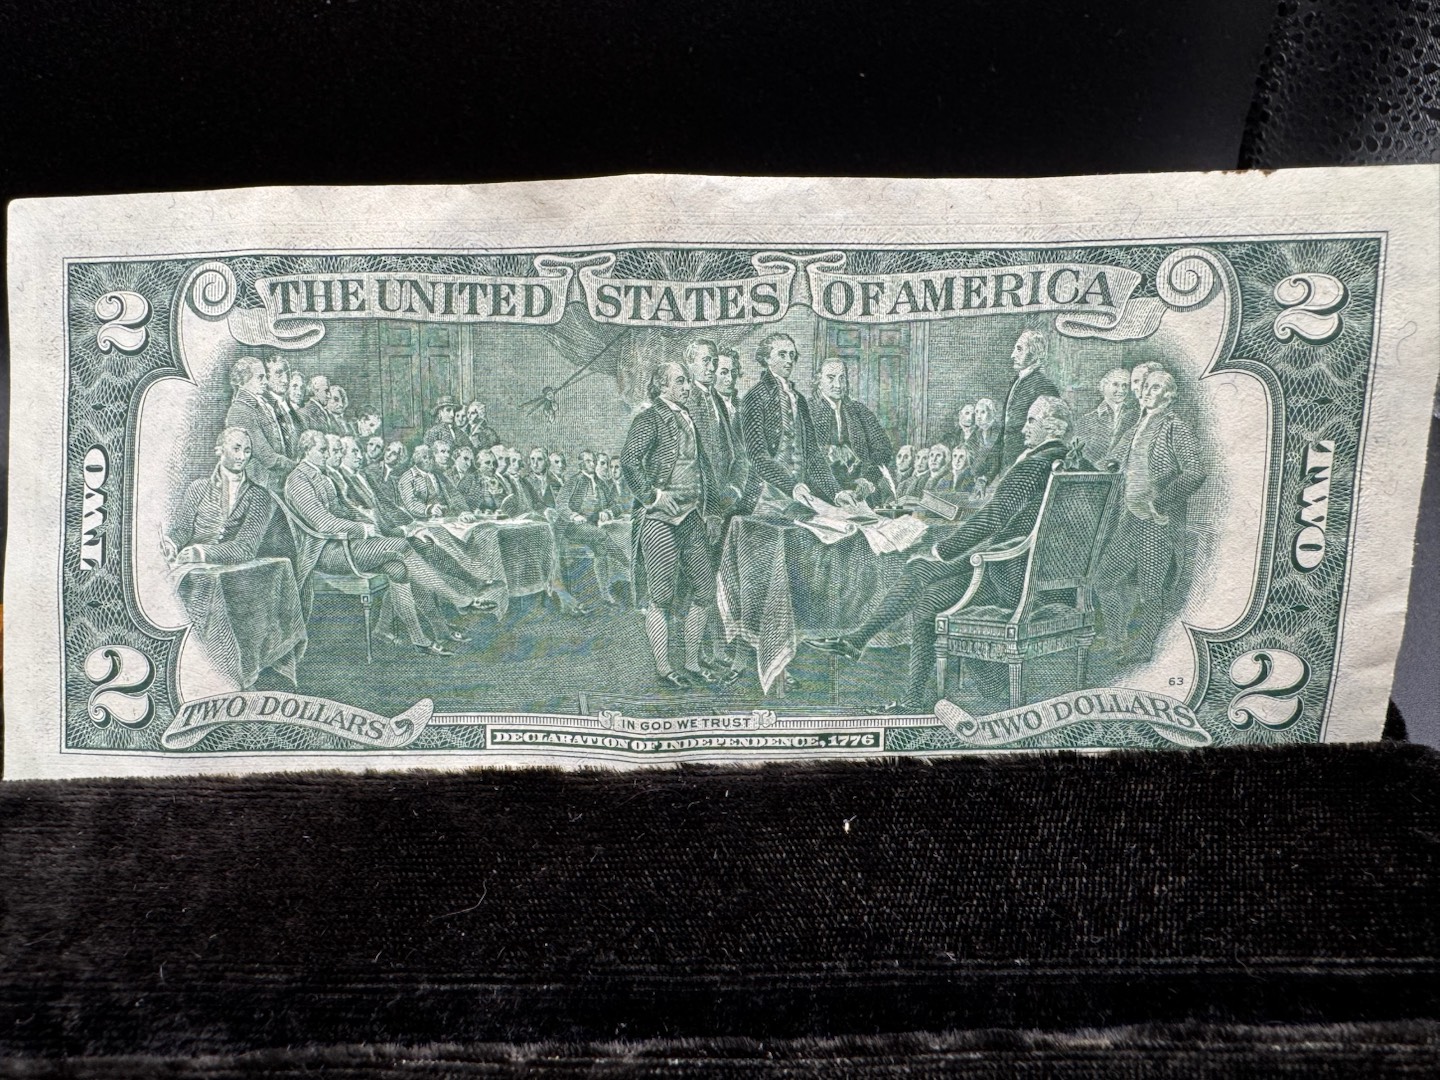 THE UNITED STATES OF AMERICA
2 2
TWO TWO
2 2
63
TWO DOLLARS IN GOD WE TRUST TWO DOLLARS
DECLARATION OF INDEPENDENCE, 1776